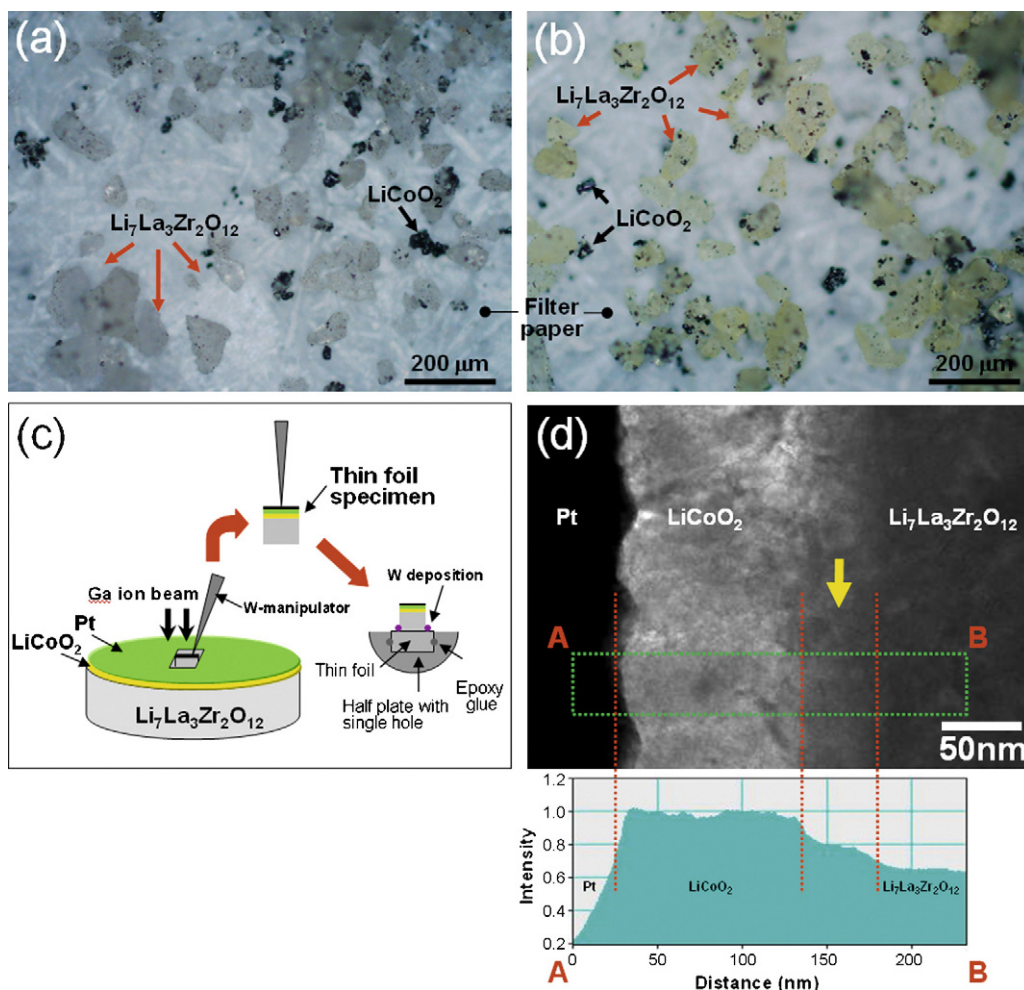 (a)
Li₇La₃Zr₂O₁₂
LiCoO₂
200 μm
(b)
Li₇La₃Zr₂O₁₂
LiCoO₂
Filter
paper
200 μm
(c)
Thin foil
specimen
Ga ion beam
W-manipulator
Pt
LiCoO₂
Li₇La₃Zr₂O₁₂
W deposition
Thin foil
Half plate with
single hole
Epoxy
glue
(d)
Pt
LiCoO₂
Li₇La₃Zr₂O₁₂
A
B
50nm
Intensity
1.2
1.0
0.8
0.6
0.4
0.2
Pt
LiCoO₂
Li₇La₃Zr₂O₁₂
0
50
100
150
200
A
Distance (nm)
B